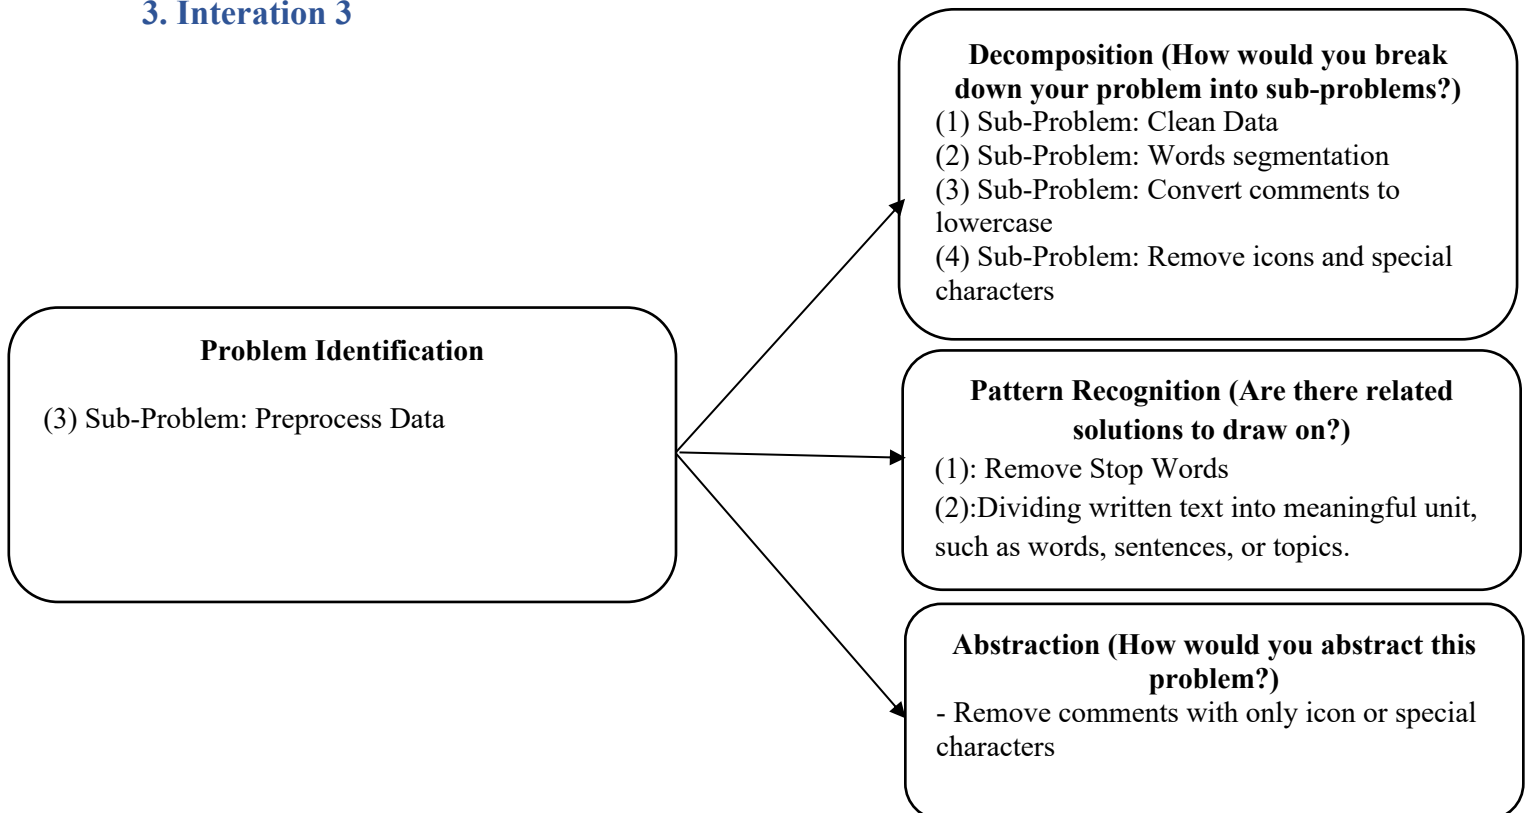 3. Interation 3
Decomposition (How would you break
down your problem into sub-problems?)
(1) Sub-Problem: Clean Data
(2) Sub-Problem: Words segmentation
(3) Sub-Problem: Convert comments to
lowercase
(4) Sub-Problem: Remove icons and special
characters
Problem Identification
(3) Sub-Problem: Preprocess Data
Pattern Recognition (Are there related
solutions to draw on?)
(1): Remove Stop Words
(2):Dividing written text into meaningful unit,
such as words, sentences, or topics.
Abstraction (How would you abstract this
problem?)
- Remove comments with only icon or special
characters